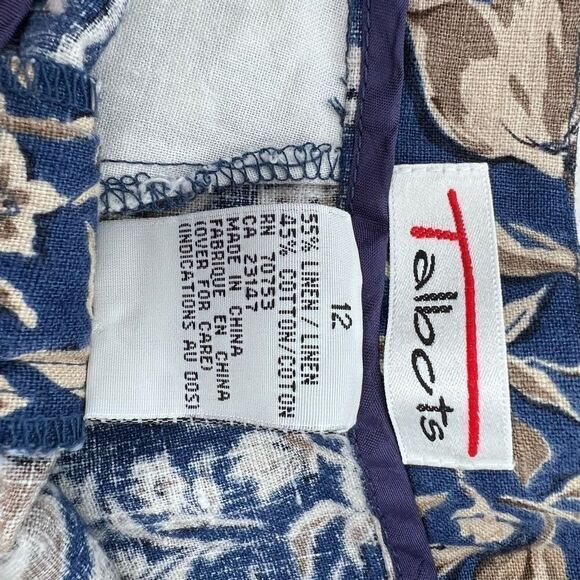 12
55% LINEN/LINEN
45% COTTON/COTON
RN 70153
CA 23147
MADE IN CHINA
FABRIQUE EN CHINA
(OVER FOR CARE)
(INDICATIONS AU DOS)
Talbots